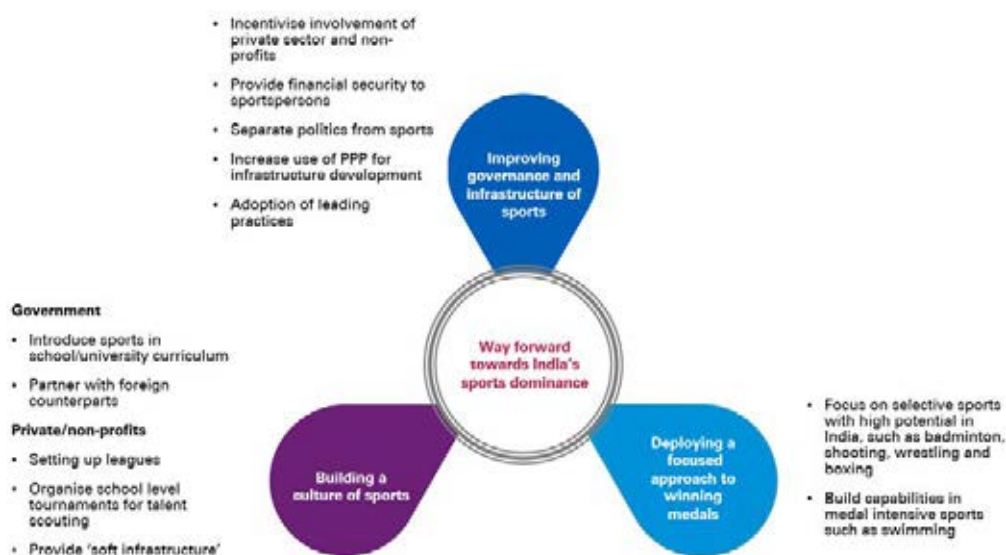 • Incentivise involvement of
private sector and non-
profits
• Provide financial security to
sportspersons
• Separate politics from sports
• Increase use of PPP for
infrastructure development
• Adoption of leading
practices
Improving
governance and
infrastructure of
sports
Way forward
towards India's
sports dominance
Government
• Introduce sports in
school/university curriculum
• Partner with foreign
counterparts
Private/non-profits
• Setting up leagues
• Organise school level
tournaments for talent
scouting
• Provide 'soft infrastructure'
Building a
culture of sports
Deploying a
focused
approach to
winning
medals
• Focus on selective sports
with high potential in
India, such as badminton,
shooting, wrestling and
boxing
• Build capabilities in
medal intensive sports
such as swimming